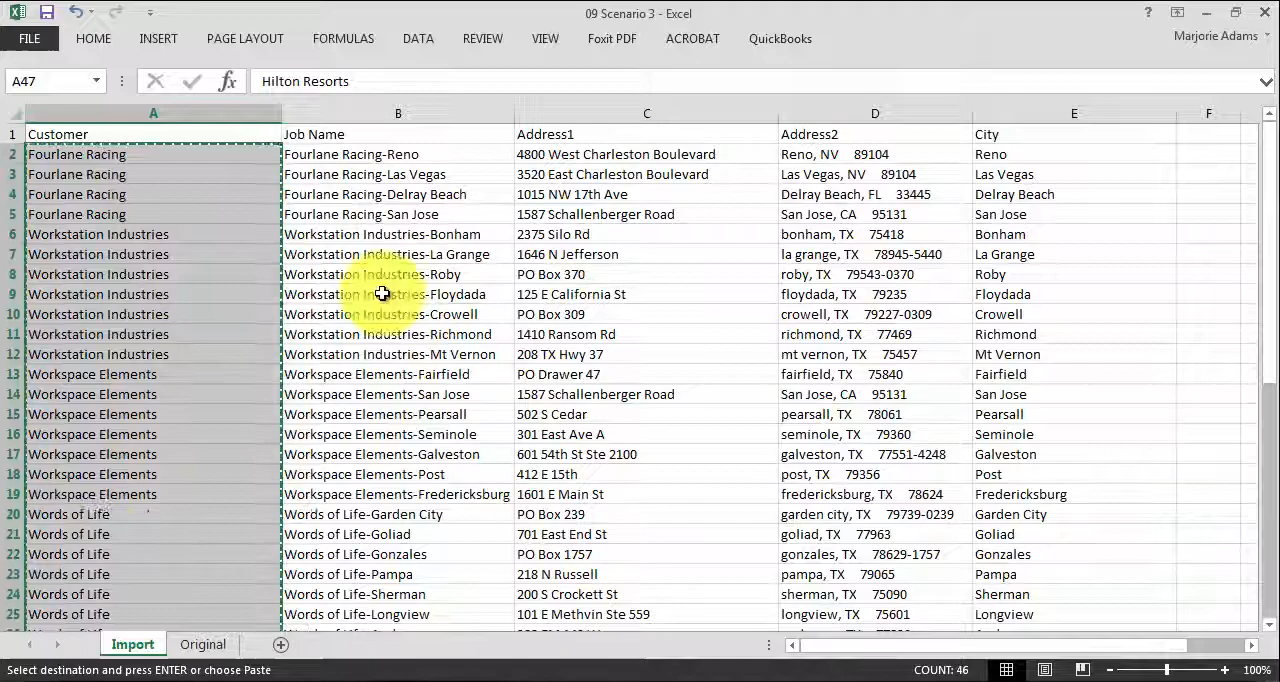 09 Scenario 3 - Excel
FILE HOME INSERT PAGE LAYOUT FORMULAS DATA REVIEW VIEW Foxit PDF ACROBAT QuickBooks Marjorie Adams
A47 fx Hilton Resorts
A B C D E F
1 Customer Job Name Address1 Address2 City
2 Fourlane Racing Fourlane Racing-Reno 4800 West Charleston Boulevard Reno, NV 89104 Reno
3 Fourlane Racing Fourlane Racing-Las Vegas 3520 East Charleston Boulevard Las Vegas, NV 89104 Las Vegas
4 Fourlane Racing Fourlane Racing-Delray Beach 1015 NW 17th Ave Delray Beach, FL 33445 Delray Beach
5 Fourlane Racing Fourlane Racing-San Jose 1587 Schallenberger Road San Jose, CA 95131 San Jose
6 Workstation Industries Workstation Industries-Bonham 2375 Silo Rd bonham, TX 75418 Bonham
7 Workstation Industries Workstation Industries-La Grange 1646 N Jefferson la grange, TX 78945-5440 La Grange
8 Workstation Industries Workstation Industries-Roby PO Box 370 roby, TX 79543-0370 Roby
9 Workstation Industries Workstation Industries-Floydada 125 E California St floydada, TX 79235 Floydada
10 Workstation Industries Workstation Industries-Crowell PO Box 309 crowell, TX 79227-0309 Crowell
11 Workstation Industries Workstation Industries-Richmond 1410 Ransom Rd richmond, TX 77469 Richmond
12 Workstation Industries Workstation Industries-Mt Vernon 208 TX Hwy 37 mt vernon, TX 75457 Mt Vernon
13 Workspace Elements Workspace Elements-Fairfield PO Drawer 47 fairfield, TX 75840 Fairfield
14 Workspace Elements Workspace Elements-San Jose 1587 Schallenberger Road San Jose, CA 95131 San Jose
15 Workspace Elements Workspace Elements-Pearsall 502 S Cedar pearsall, TX 78061 Pearsall
16 Workspace Elements Workspace Elements-Seminole 301 East Ave A seminole, TX 79360 Seminole
17 Workspace Elements Workspace Elements-Galveston 601 54th St Ste 2100 galveston, TX 77551-4248 Galveston
18 Workspace Elements Workspace Elements-Post 412 E 15th post, TX 79356 Post
19 Workspace Elements Workspace Elements-Fredericksburg 1601 E Main St fredericksburg, TX 78624 Fredericksburg
20 Words of Life Words of Life-Garden City PO Box 239 garden city, TX 79739-0239 Garden City
21 Words of Life Words of Life-Goliad 701 East End St goliad, TX 77963 Goliad
22 Words of Life Words of Life-Gonzales PO Box 1757 gonzales, TX 78629-1757 Gonzales
23 Words of Life Words of Life-Pampa 218 N Russell pampa, TX 79065 Pampa
24 Words of Life Words of Life-Sherman 200 S Crockett St sherman, TX 75090 Sherman
25 Words of Life Words of Life-Longview 101 E Methvin Ste 559 longview, TX 75601 Longview
Import Original
Select destination and press ENTER or choose Paste COUNT: 46 100%